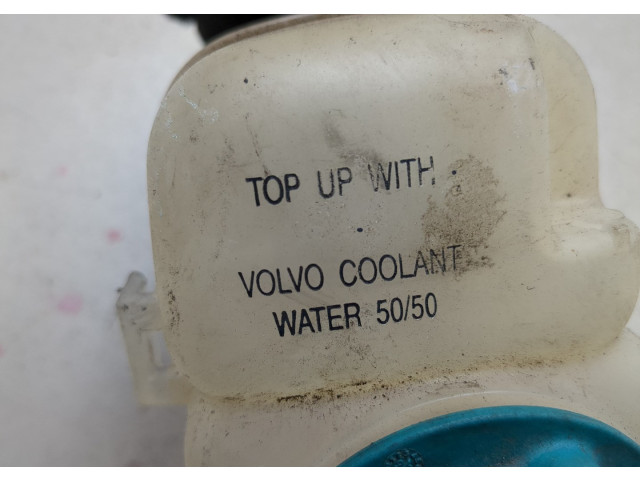 TOP UP WITH
VOLVO COOLANT
WATER 50/50